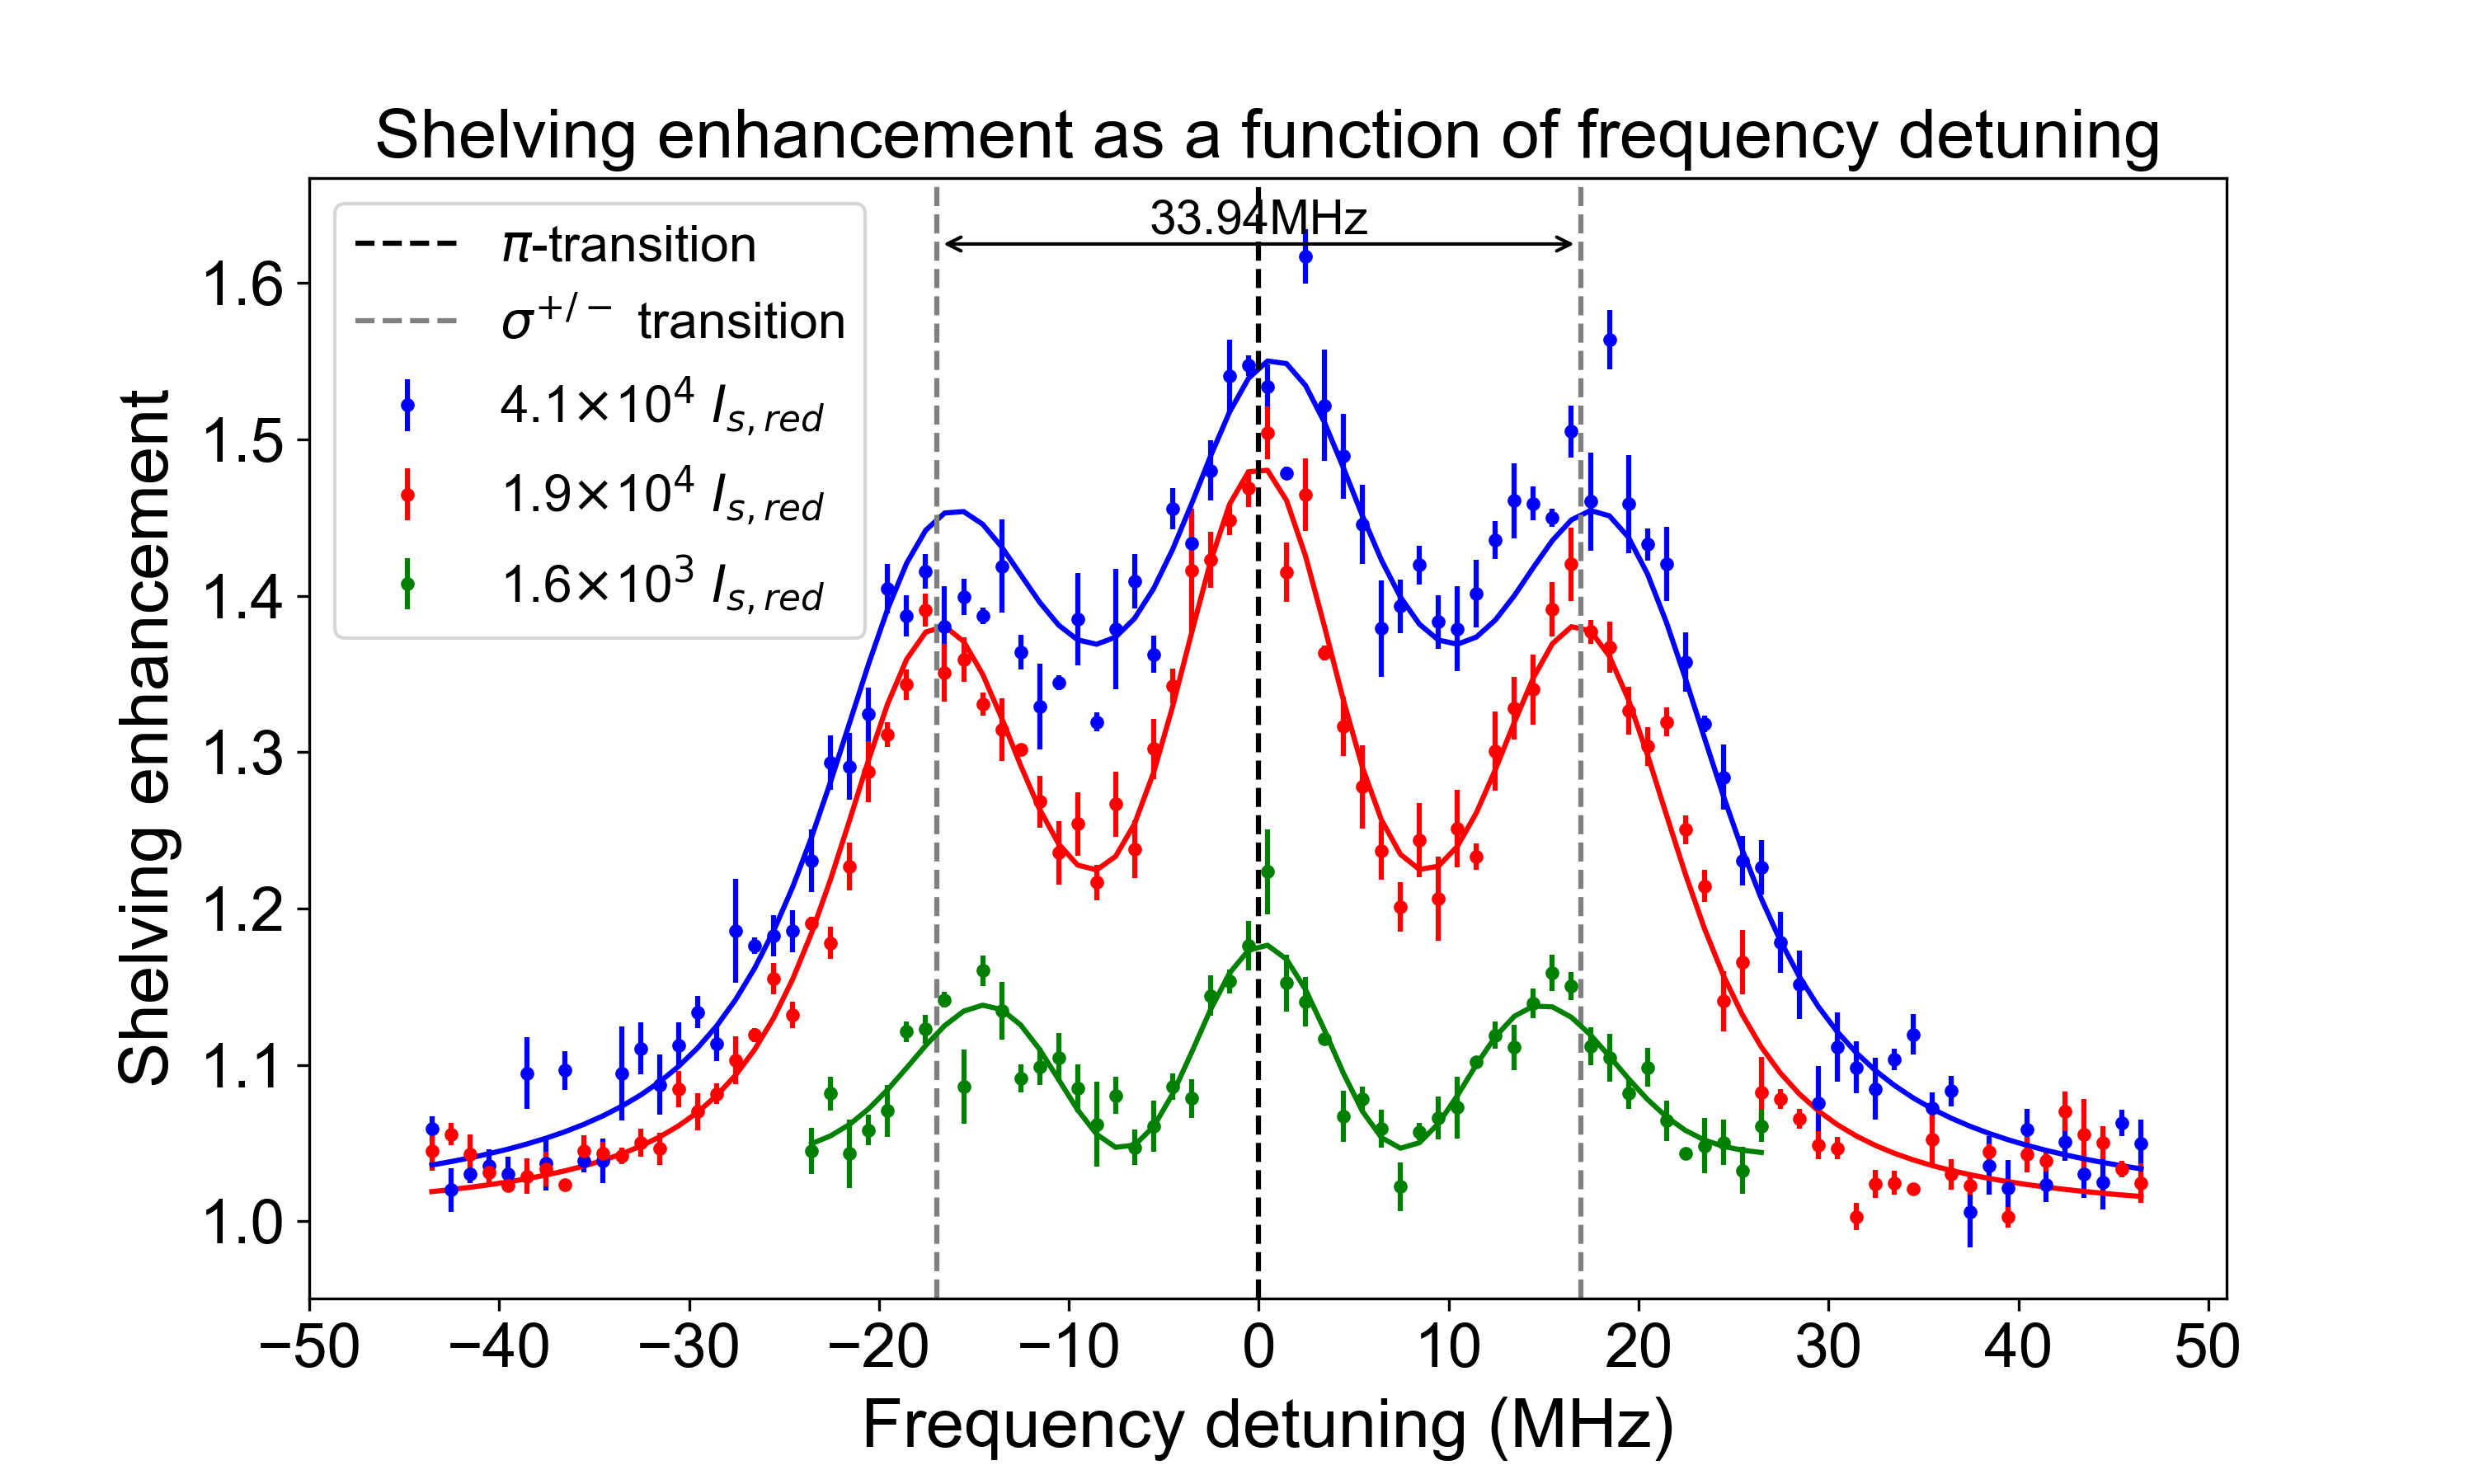 Shelving enhancement as a function of frequency detuning
33.94MHz
π-transition
σ+/− transition
4.1×10⁴ Is,red
1.9×10⁴ Is,red
1.6×10³ Is,red
Shelving enhancement
1.6
1.5
1.4
1.3
1.2
1.1
1.0
−50 −40 −30 −20 −10 0 10 20 30 40 50
Frequency detuning (MHz)